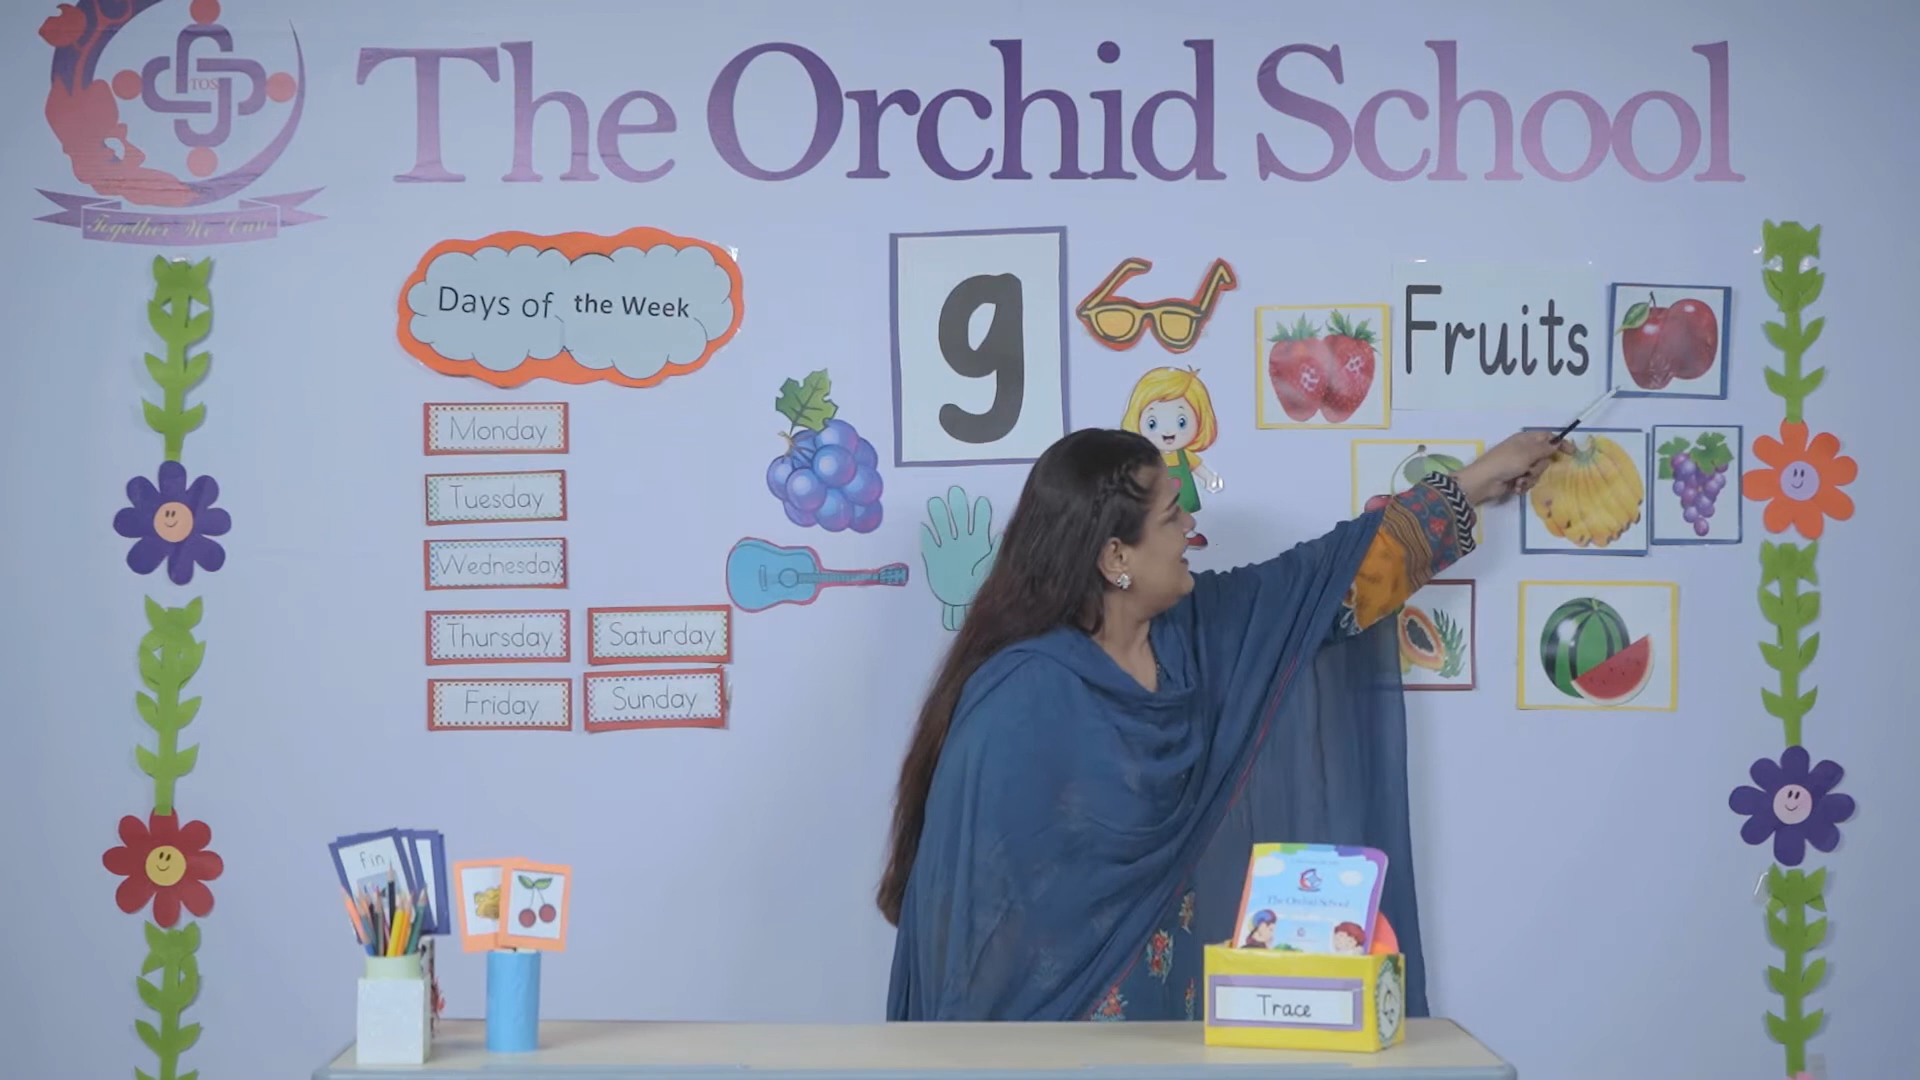 The Orchid School
TOS
Together We Can
Days of the Week
Monday
Tuesday
Wednesday
Thursday
Friday
Saturday
Sunday
g
Fruits
fin
The Orchid School
Trace